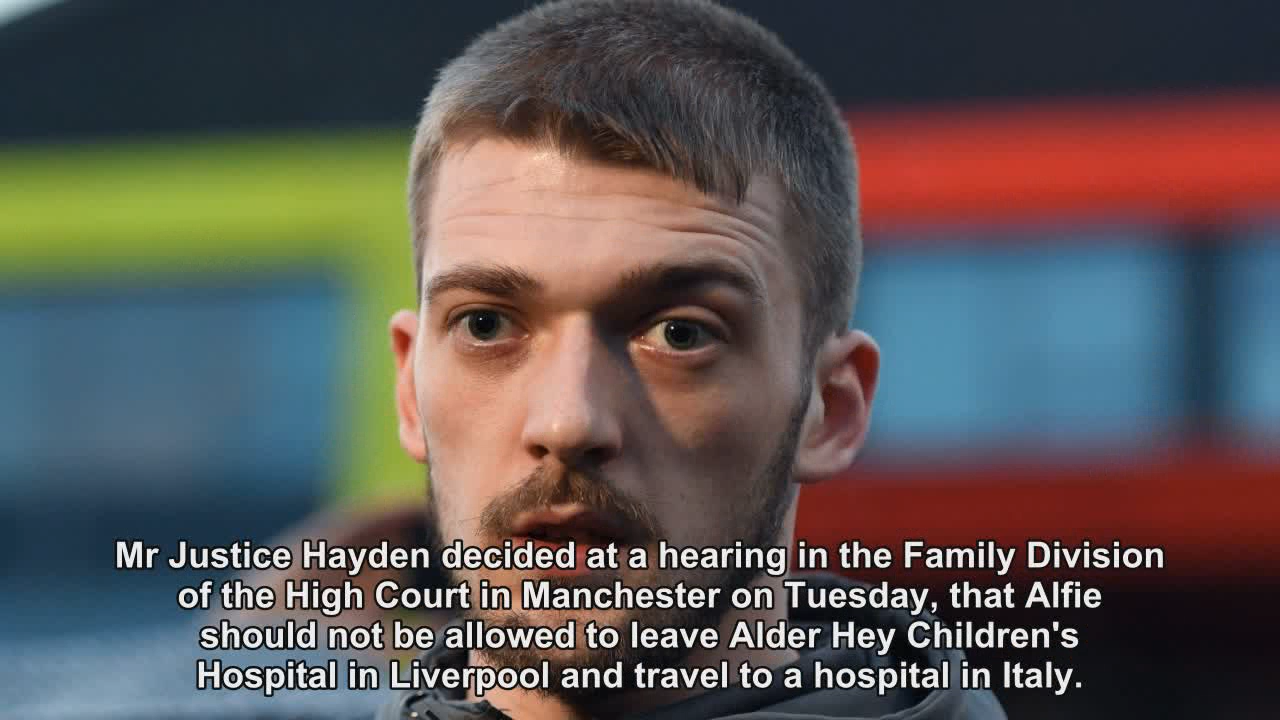 Mr Justice Hayden decided at a hearing in the Family Division
of the High Court in Manchester on Tuesday, that Alfie
should not be allowed to leave Alder Hey Children's
Hospital in Liverpool and travel to a hospital in Italy.